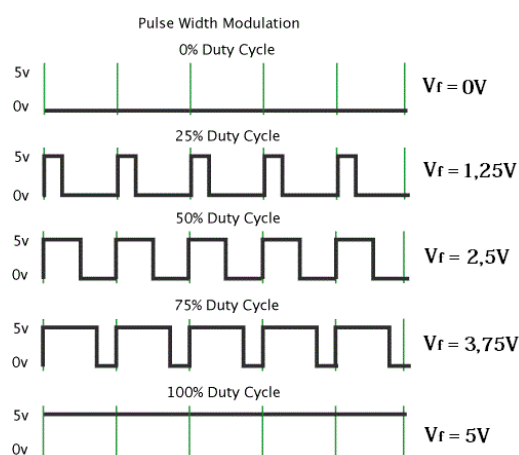 Pulse Width Modulation
0% Duty Cycle
5v
Vf = 0V
0v
25% Duty Cycle
5v
Vf = 1,25V
0v
50% Duty Cycle
5v
Vf = 2,5V
0v
75% Duty Cycle
5v
Vf = 3,75V
0v
100% Duty Cycle
5v
Vf = 5V
0v